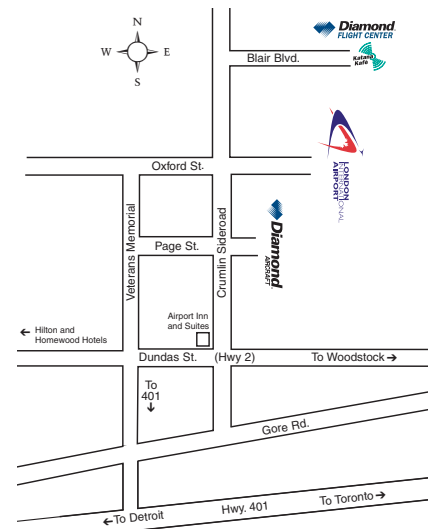 N
W
E
S
Diamond
FLIGHT CENTER
Blair Blvd.
Katana
Kafé
LONDON
INTERNATIONAL
AIRPORT
Oxford St.
Veterans Memorial
Crumlin Sideroad
Page St.
Diamond
AIRCRAFT
Airport Inn
and Suites
Hilton and
Homewood Hotels
Dundas St.
(Hwy 2)
To Woodstock
To
401
Gore Rd.
To Detroit
Hwy. 401
To Toronto